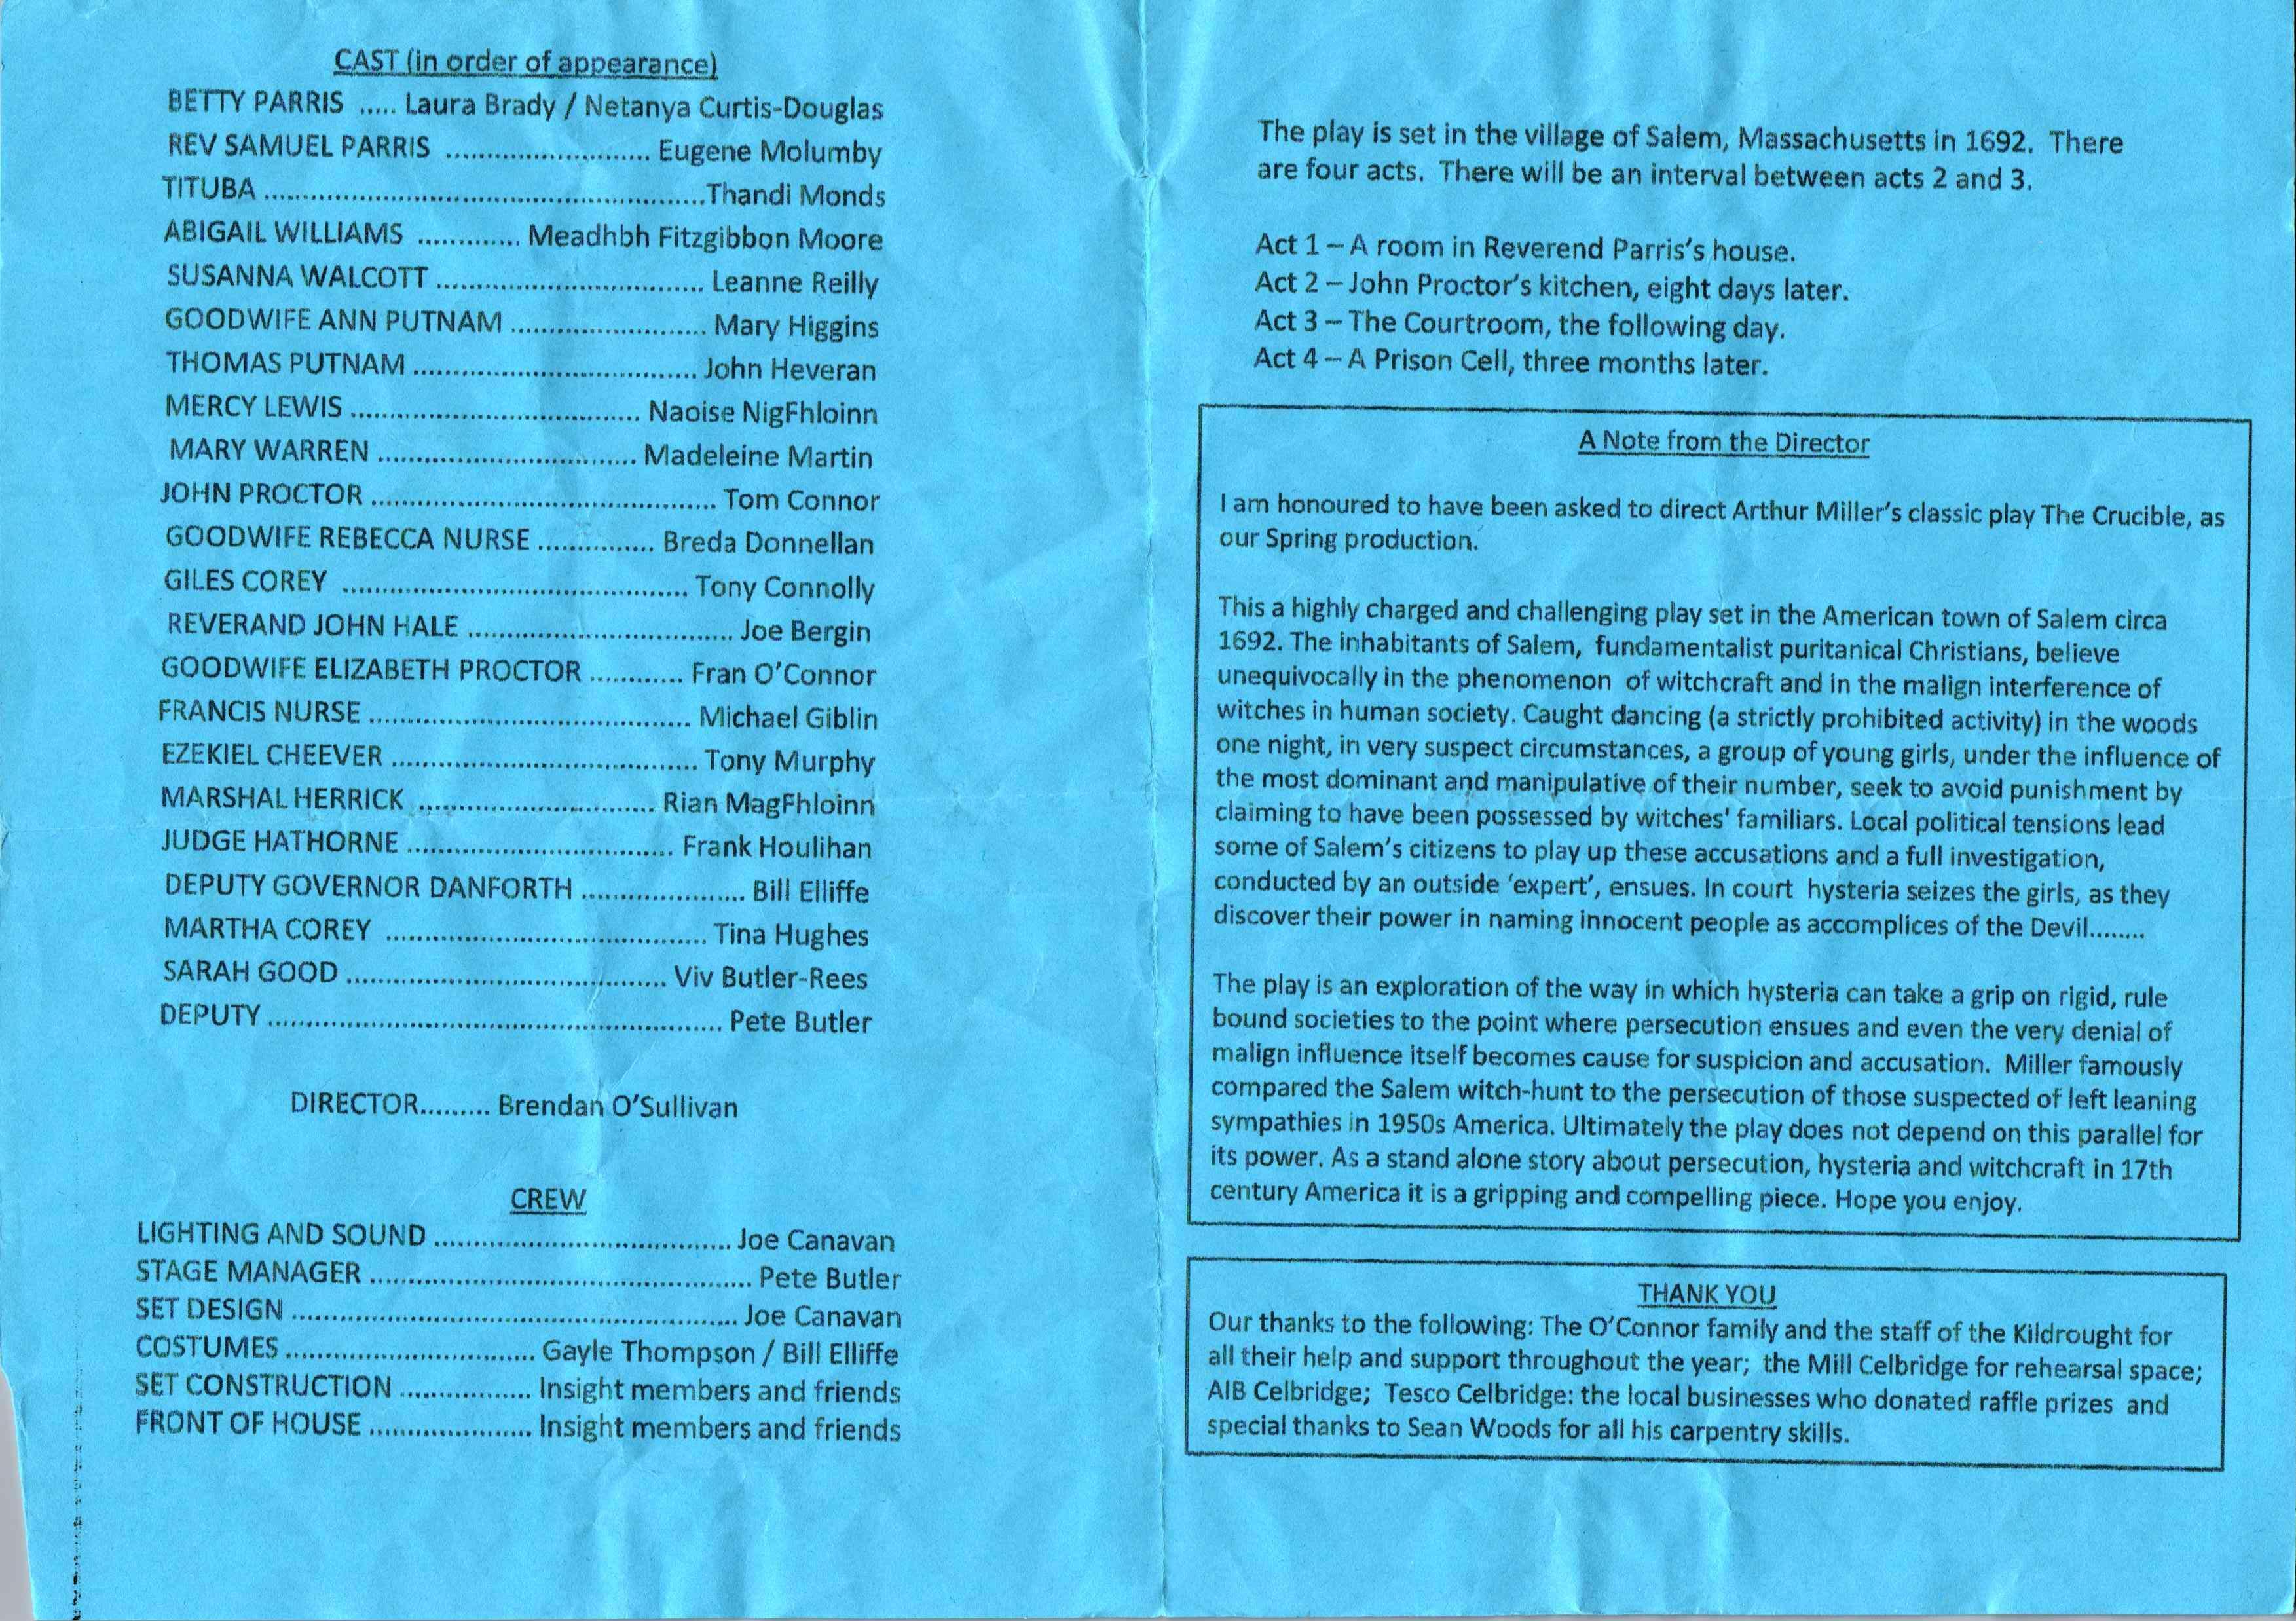 CAST (in order of appearance)
BETTY PARRIS ..... Laura Brady / Netanya Curtis-Douglas
REV SAMUEL PARRIS ........................... Eugene Molumby
TITUBA ..........................................................Thandi Monds
ABIGAIL WILLIAMS ............. Meadhbh Fitzgibbon Moore
SUSANNA WALCOTT ................................... Leanne Reilly
GOODWIFE ANN PUTNAM .......................... Mary Higgins
THOMAS PUTNAM ..................................... John Heveran
MERCY LEWIS ...................................... Naoise NigFhloinn
MARY WARREN .................................. Madeleine Martin
JOHN PROCTOR ............................................. Tom Connor
GOODWIFE REBECCA NURSE ............... Breda Donnellan
GILES COREY ............................................. Tony Connolly
REVERAND JOHN HALE ................................... Joe Bergin
GOODWIFE ELIZABETH PROCTOR ............ Fran O'Connor
FRANCIS NURSE .......................................... Michael Giblin
EZEKIEL CHEEVER ........................................ Tony Murphy
MARSHAL HERRICK ............................... Rian MagFhloinn
JUDGE HATHORNE ................................... Frank Houlihan
DEPUTY GOVERNOR DANFORTH ..................... Bill Elliffe
MARTHA COREY .......................................... Tina Hughes
SARAH GOOD .......................................... Viv Butler-Rees
DEPUTY ............................................................ Pete Butler
DIRECTOR......... Brendan O'Sullivan
CREW
LIGHTING AND SOUND ....................................... Joe Canavan
STAGE MANAGER .................................................. Pete Butler
SET DESIGN ........................................................... Joe Canavan
COSTUMES ................................. Gayle Thompson / Bill Elliffe
SET CONSTRUCTION ................. Insight members and friends
FRONT OF HOUSE ..................... Insight members and friends
The play is set in the village of Salem, Massachusetts in 1692. There
are four acts. There will be an interval between acts 2 and 3.
Act 1 – A room in Reverend Parris's house.
Act 2 – John Proctor's kitchen, eight days later.
Act 3 – The Courtroom, the following day.
Act 4 – A Prison Cell, three months later.
A Note from the Director
I am honoured to have been asked to direct Arthur Miller's classic play The Crucible, as
our Spring production.
This a highly charged and challenging play set in the American town of Salem circa
1692. The inhabitants of Salem, fundamentalist puritanical Christians, believe
unequivocally in the phenomenon of witchcraft and in the malign interference of
witches in human society. Caught dancing (a strictly prohibited activity) in the woods
one night, in very suspect circumstances, a group of young girls, under the influence of
the most dominant and manipulative of their number, seek to avoid punishment by
claiming to have been possessed by witches' familiars. Local political tensions lead
some of Salem's citizens to play up these accusations and a full investigation,
conducted by an outside 'expert', ensues. In court hysteria seizes the girls, as they
discover their power in naming innocent people as accomplices of the Devil........
The play is an exploration of the way in which hysteria can take a grip on rigid, rule
bound societies to the point where persecution ensues and even the very denial of
malign influence itself becomes cause for suspicion and accusation. Miller famously
compared the Salem witch-hunt to the persecution of those suspected of left leaning
sympathies in 1950s America. Ultimately the play does not depend on this parallel for
its power. As a stand alone story about persecution, hysteria and witchcraft in 17th
century America it is a gripping and compelling piece. Hope you enjoy.
THANK YOU
Our thanks to the following: The O'Connor family and the staff of the Kildrought for
all their help and support throughout the year; the Mill Celbridge for rehearsal space;
AIB Celbridge; Tesco Celbridge: the local businesses who donated raffle prizes and
special thanks to Sean Woods for all his carpentry skills.